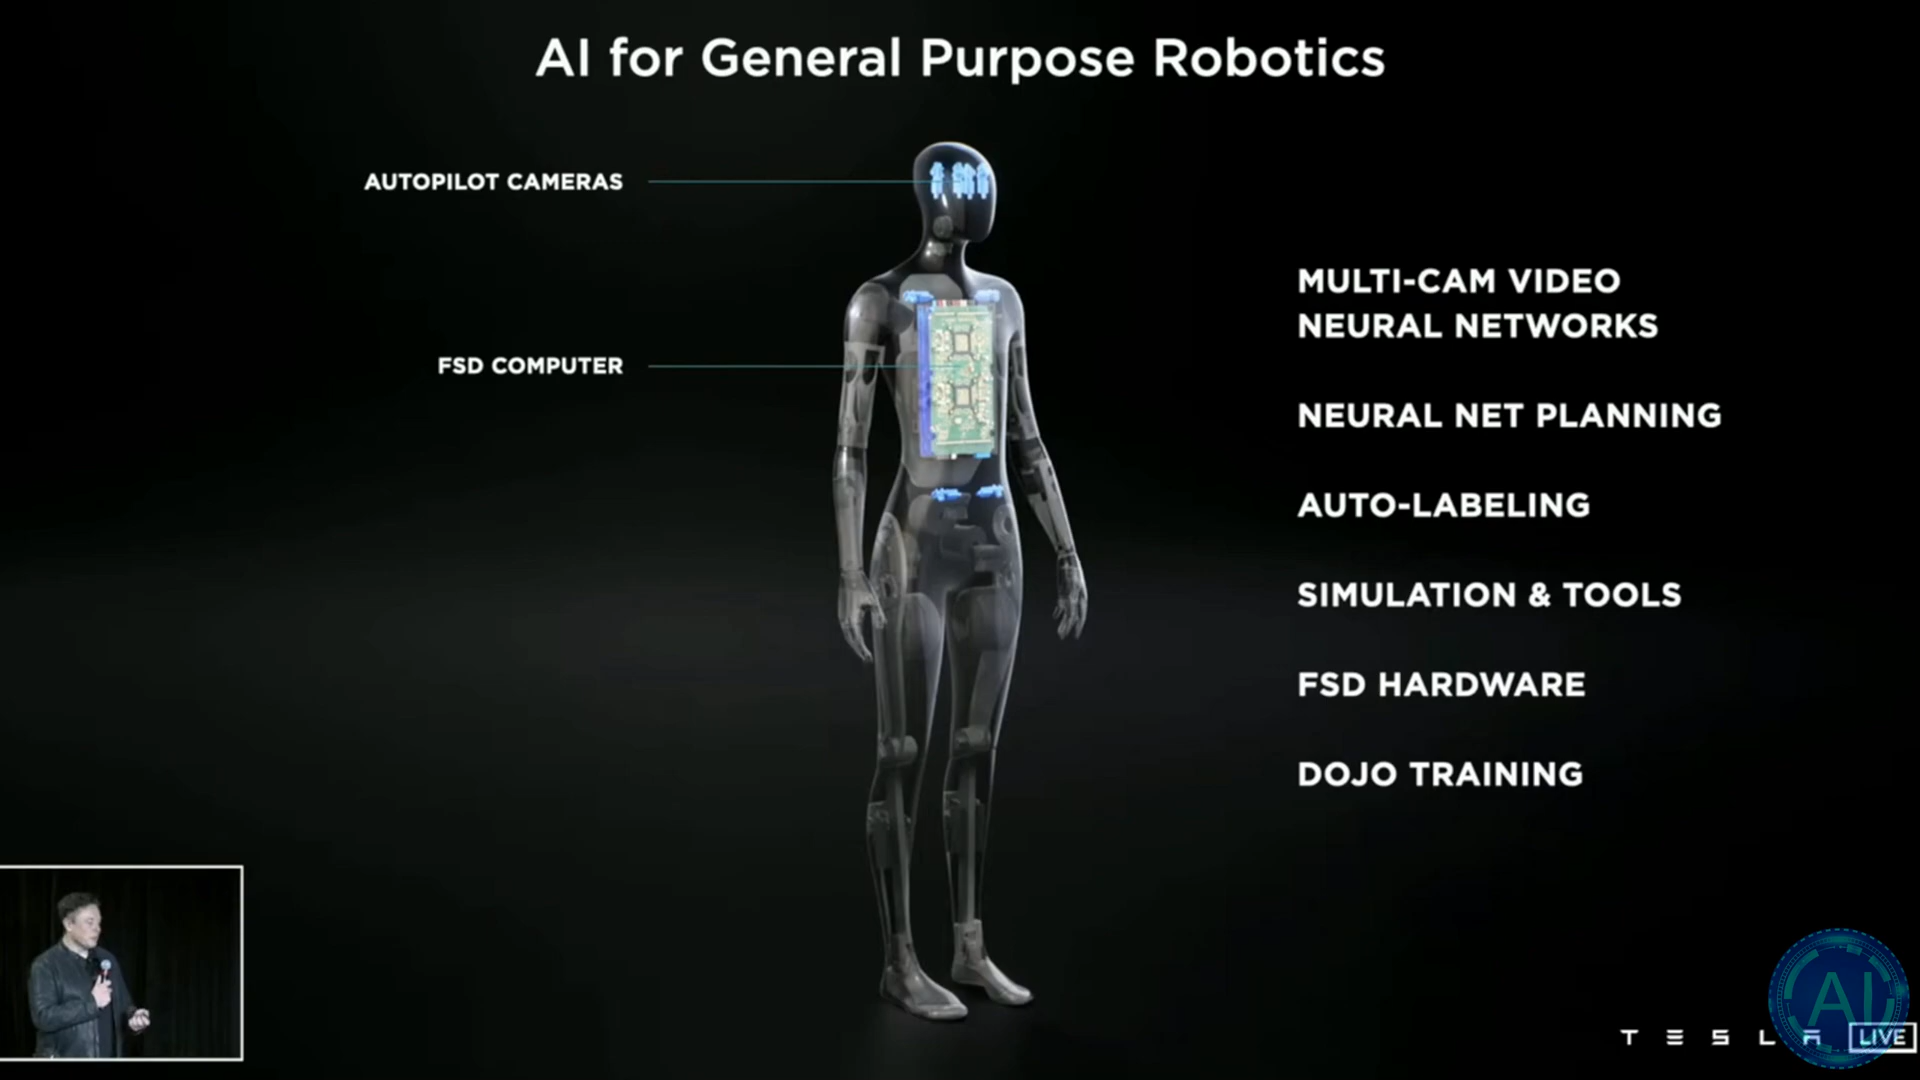 AI for General Purpose Robotics
AUTOPILOT CAMERAS
FSD COMPUTER
MULTI-CAM VIDEO
NEURAL NETWORKS
NEURAL NET PLANNING
AUTO-LABELING
SIMULATION & TOOLS
FSD HARDWARE
DOJO TRAINING
AI
TESLA LIVE